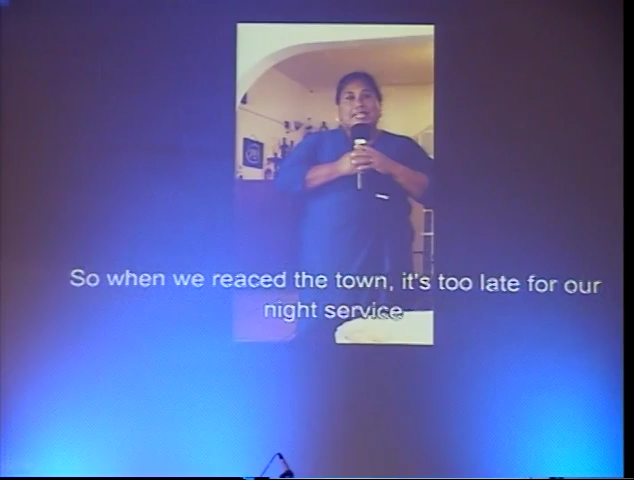 So when we reaced the town, it's too late for our
night service